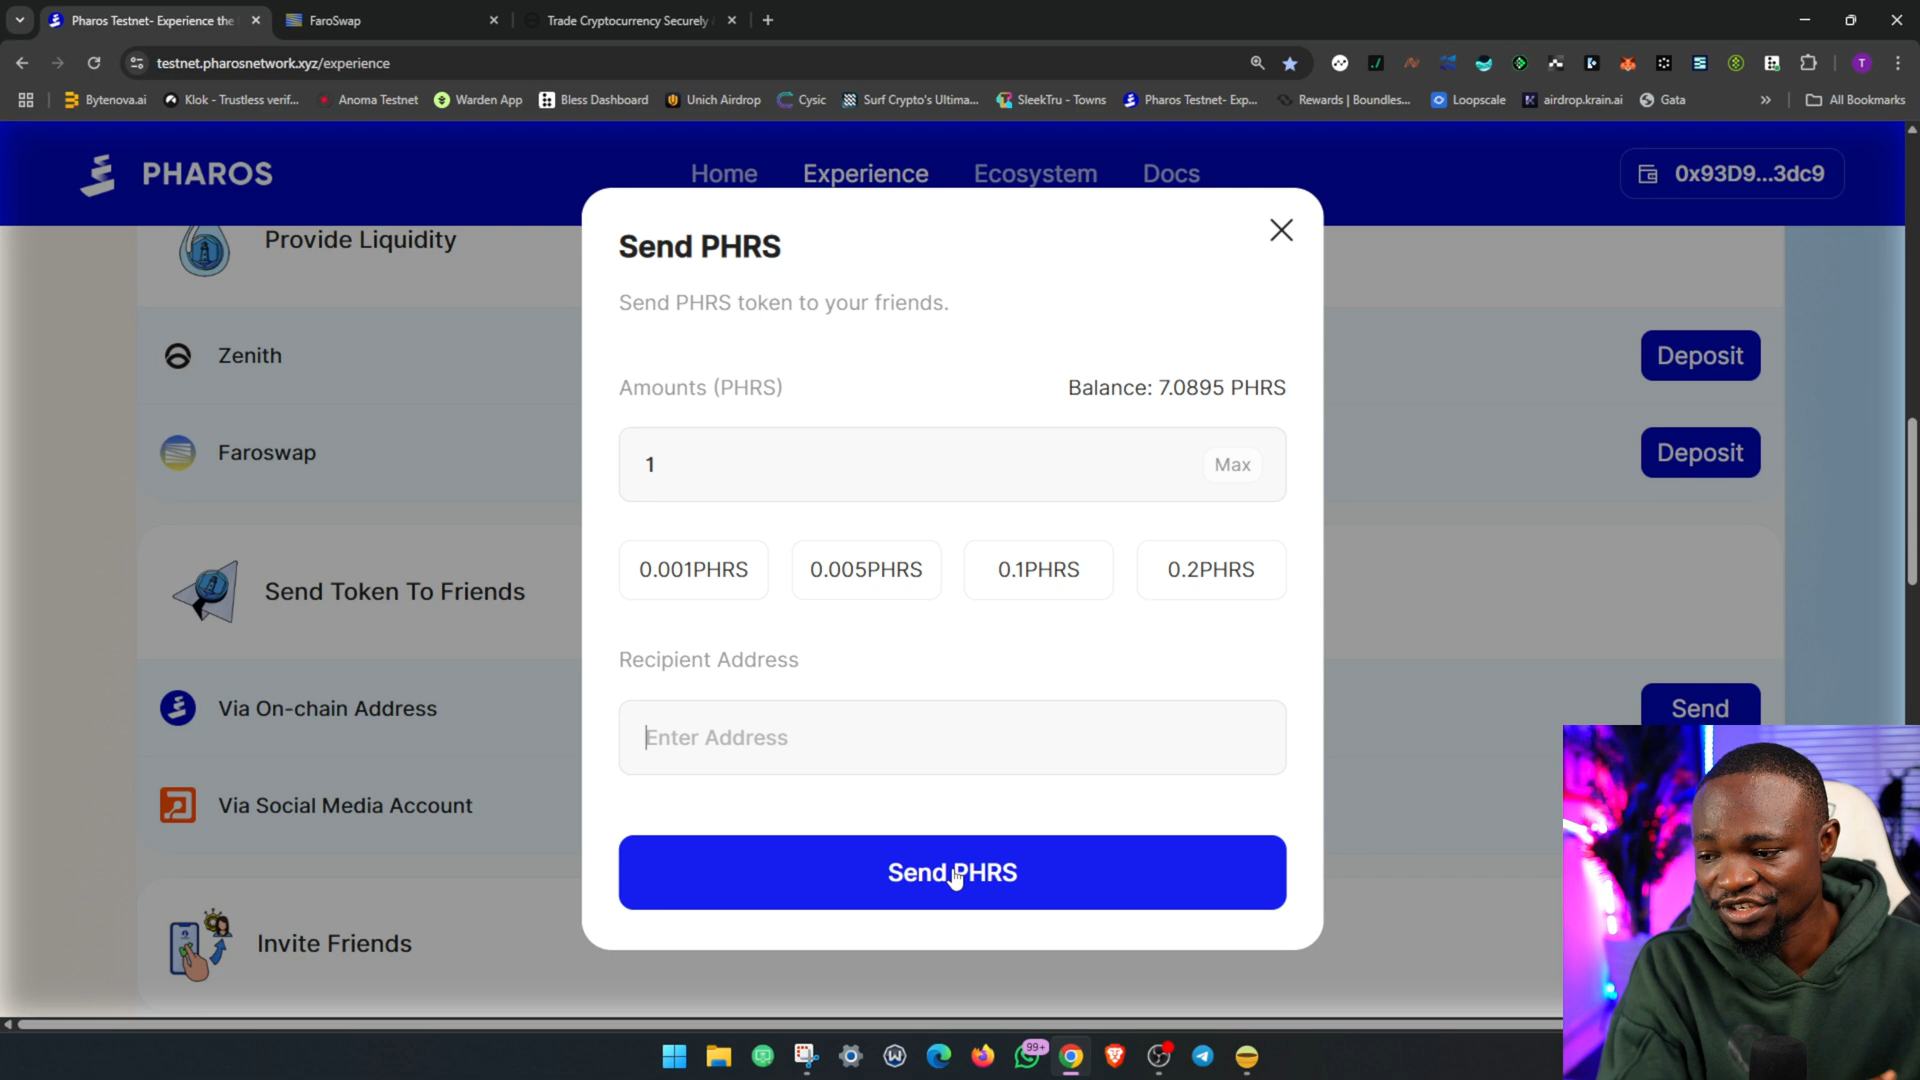 Pharos Testnet- Experience the
FaroSwap
Trade Cryptocurrency Securely
testnet.pharosnetwork.xyz/experience
Bytenova.ai
Klok - Trustless verif...
Anoma Testnet
Warden App
Bless Dashboard
Unich Airdrop
Cysic
Surf Crypto's Ultima...
SleekTru - Towns
Pharos Testnet- Exp...
Rewards | Boundles...
Loopscale
airdrop.krain.ai
Gata
All Bookmarks
T
PHAROS
Home
Experience
Ecosystem
Docs
0x93D9...3dc9
Provide Liquidity
Zenith
Deposit
Faroswap
Deposit
Send Token To Friends
Via On-chain Address
Send
Via Social Media Account
Invite Friends
Send PHRS
Send PHRS token to your friends.
Amounts (PHRS)
Balance: 7.0895 PHRS
1
Max
0.001PHRS
0.005PHRS
0.1PHRS
0.2PHRS
Recipient Address
Enter Address
Send PHRS
99+